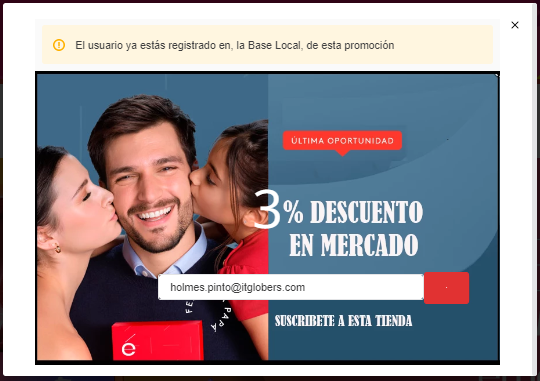 El usuario ya estás registrado en, la Base Local, de esta promoción
ÚLTIMA OPORTUNIDAD
3% DESCUENTO
EN MERCADO
holmes.pinto@itglobers.com
PAPÁ
é
SUSCRIBETE A ESTA TIENDA